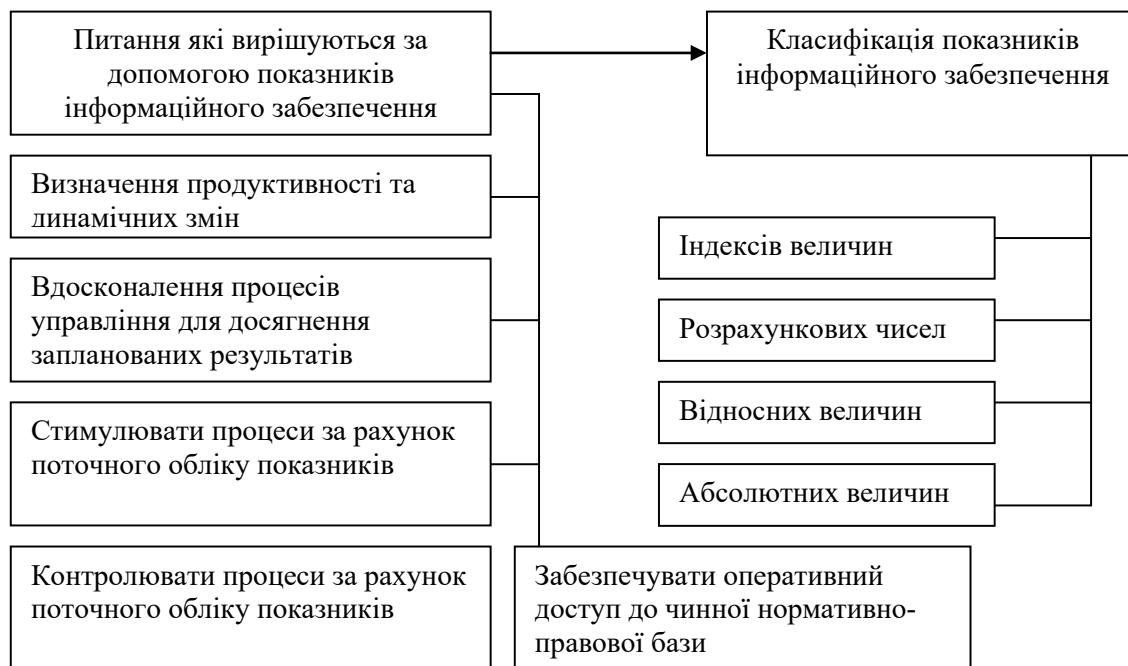 Питання які вирішуються за
допомогою показників
інформаційного забезпечення
Класифікація показників
інформаційного забезпечення
Визначення продуктивності та
динамічних змін
Вдосконалення процесів
управління для досягнення
запланованих результатів
Стимулювати процеси за рахунок
поточного обліку показників
Контролювати процеси за рахунок
поточного обліку показників
Забезпечувати оперативний
доступ до чинної нормативно-
правової бази
Індексів величин
Розрахункових чисел
Відносних величин
Абсолютних величин